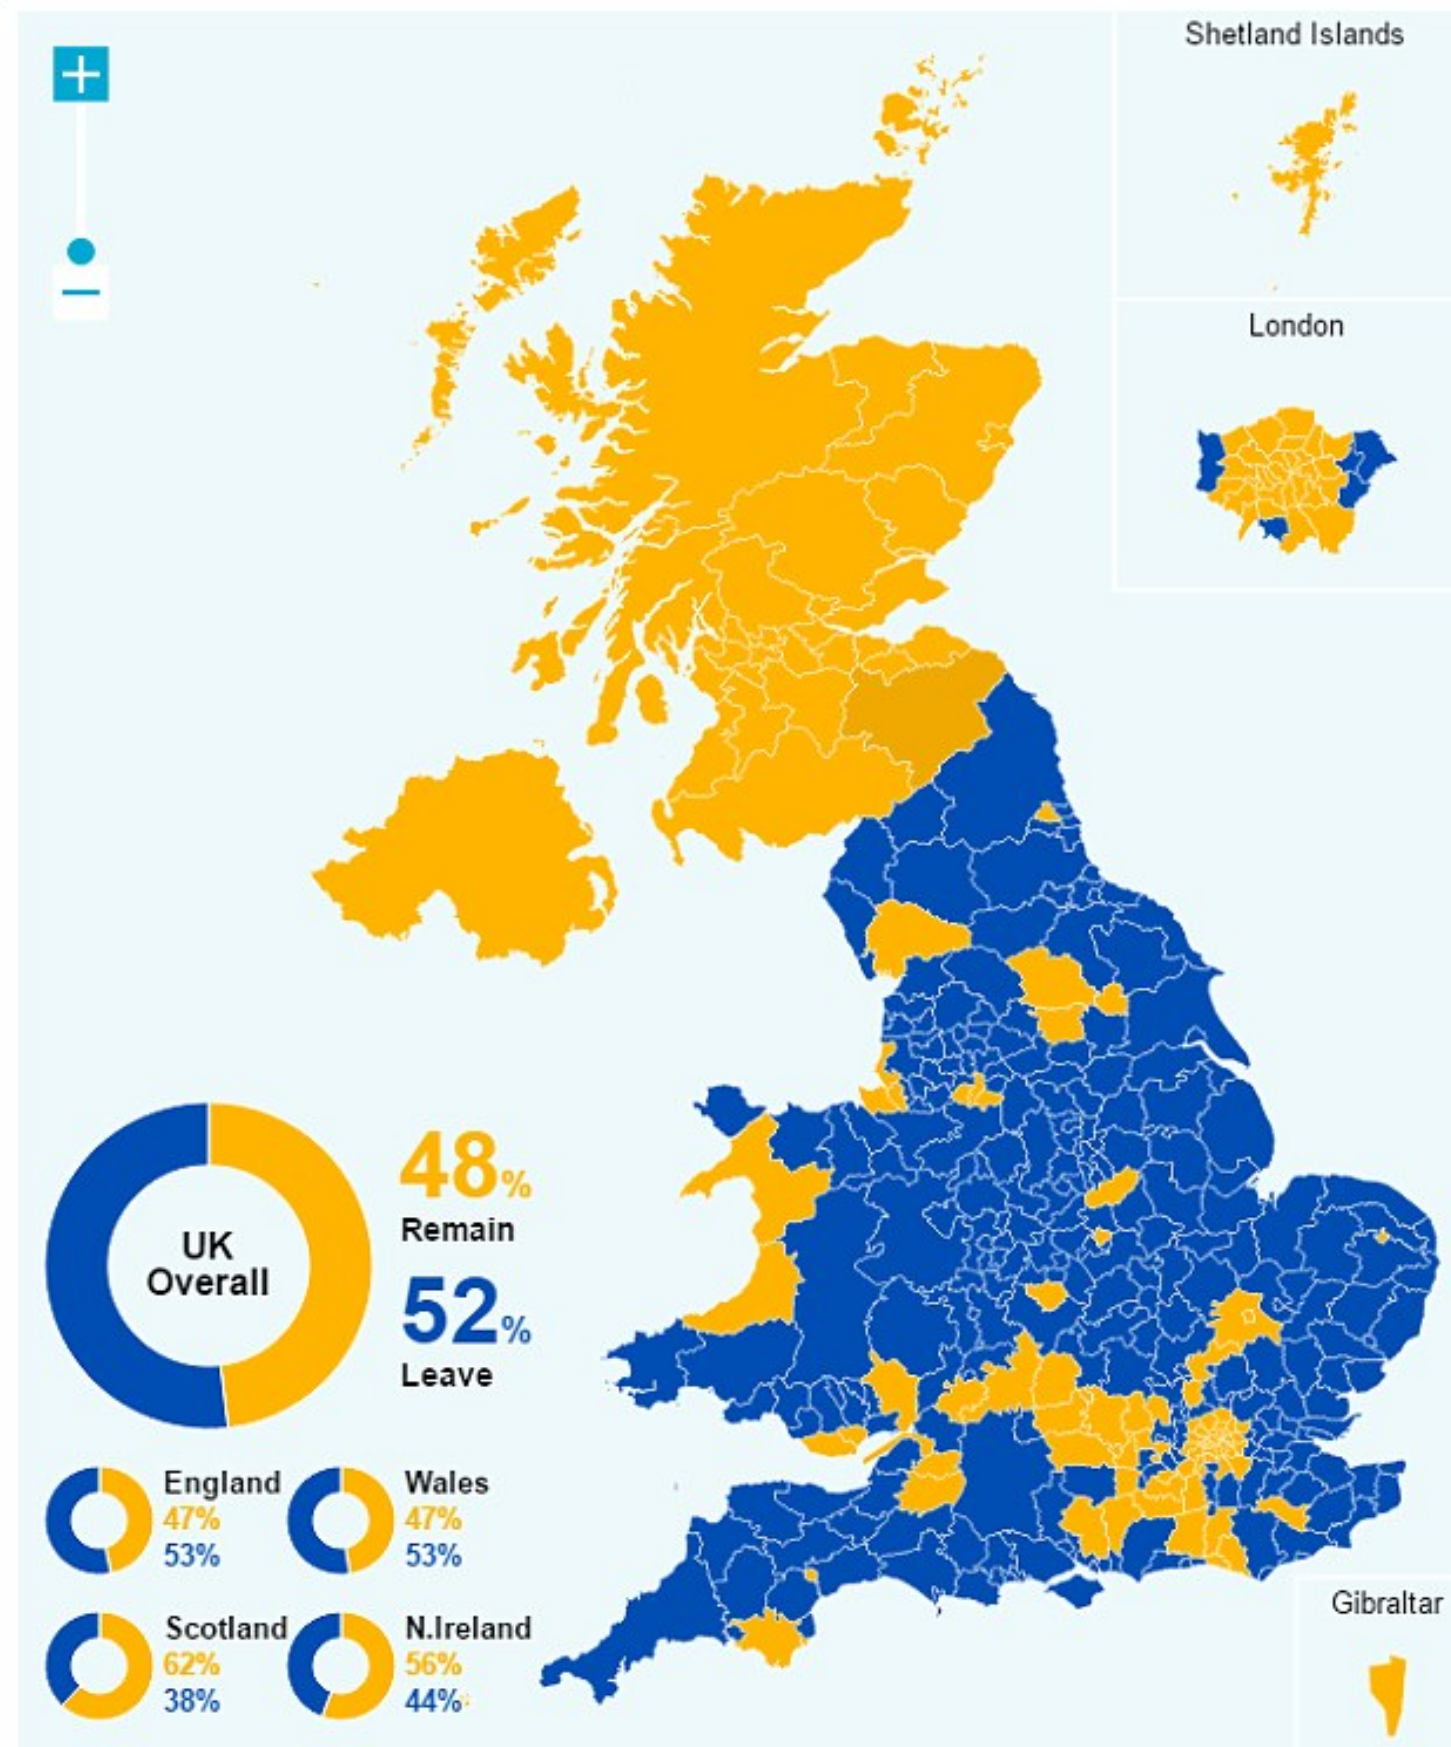 Shetland Islands
London
48%
Remain
52%
Leave
UK
Overall
England
47%
53%
Wales
47%
53%
Scotland
62%
38%
N.Ireland
56%
44%
Gibraltar